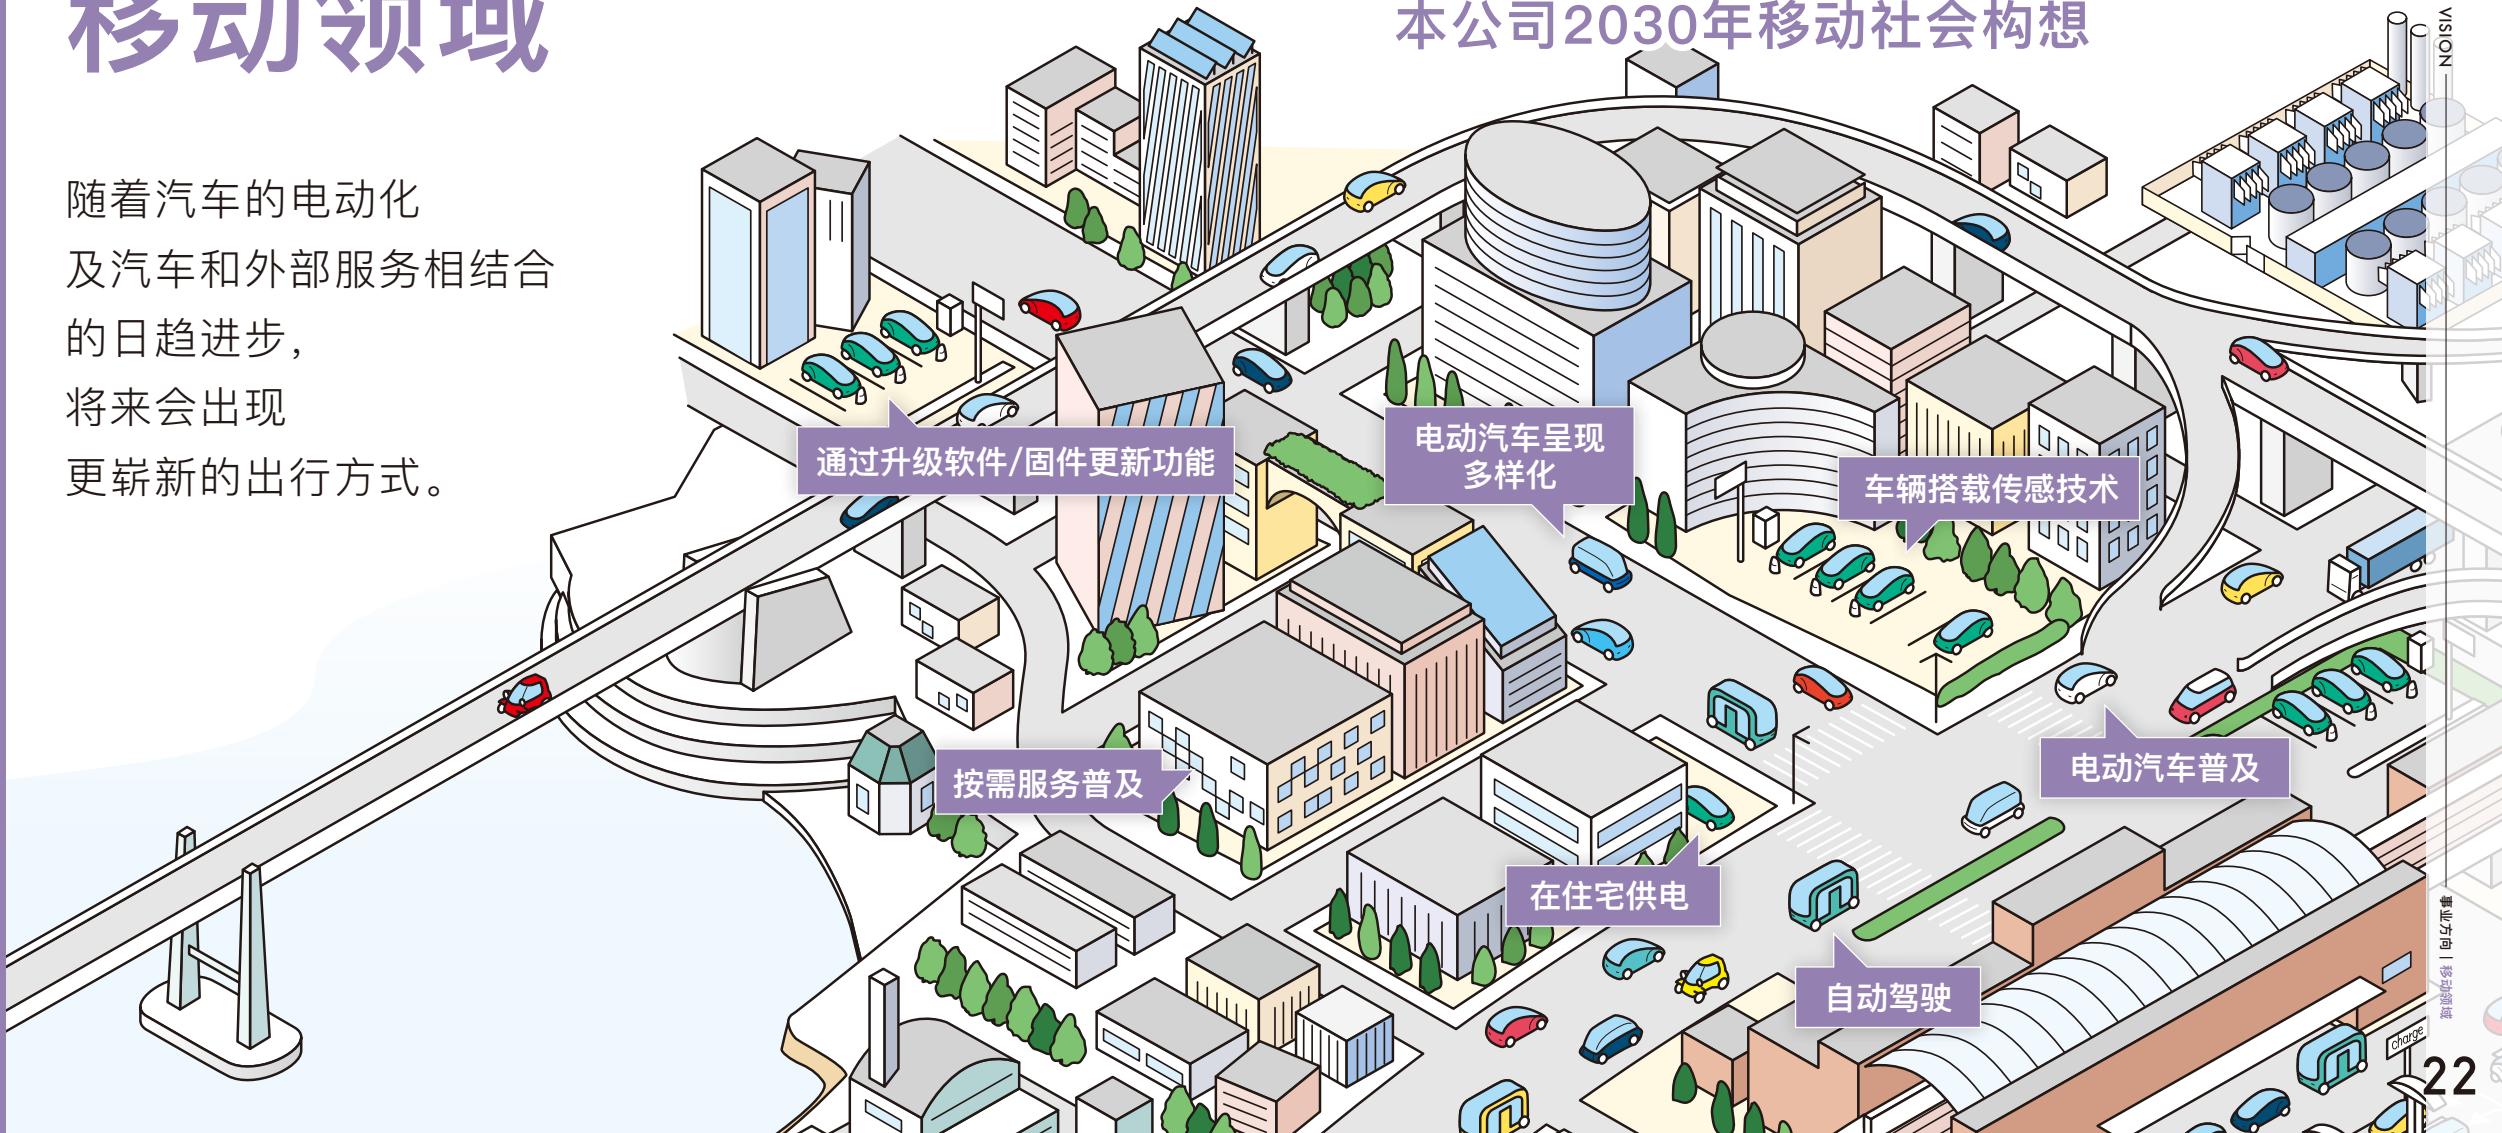 移动领域
本公司2030年移动社会构想
随着汽车的电动化
及汽车和外部服务相结合
的日趋进步，
将来会出现
更崭新的出行方式。
通过升级软件/固件更新功能
电动汽车呈现
多样化
车辆搭载传感技术
按需服务普及
电动汽车普及
在住宅供电
自动驾驶
charge
VISION
事业方向 | 移动领域
22